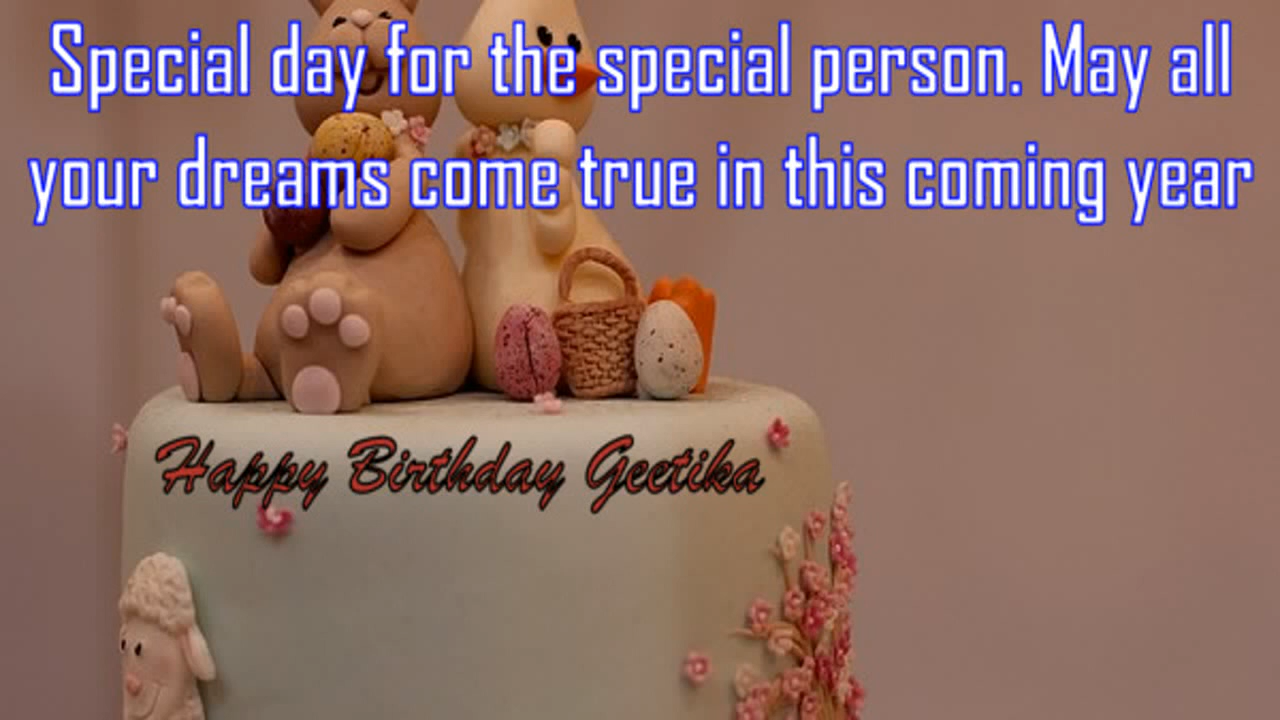 Special day for the special person. May all
your dreams come true in this coming year
Happy Birthday Geetika